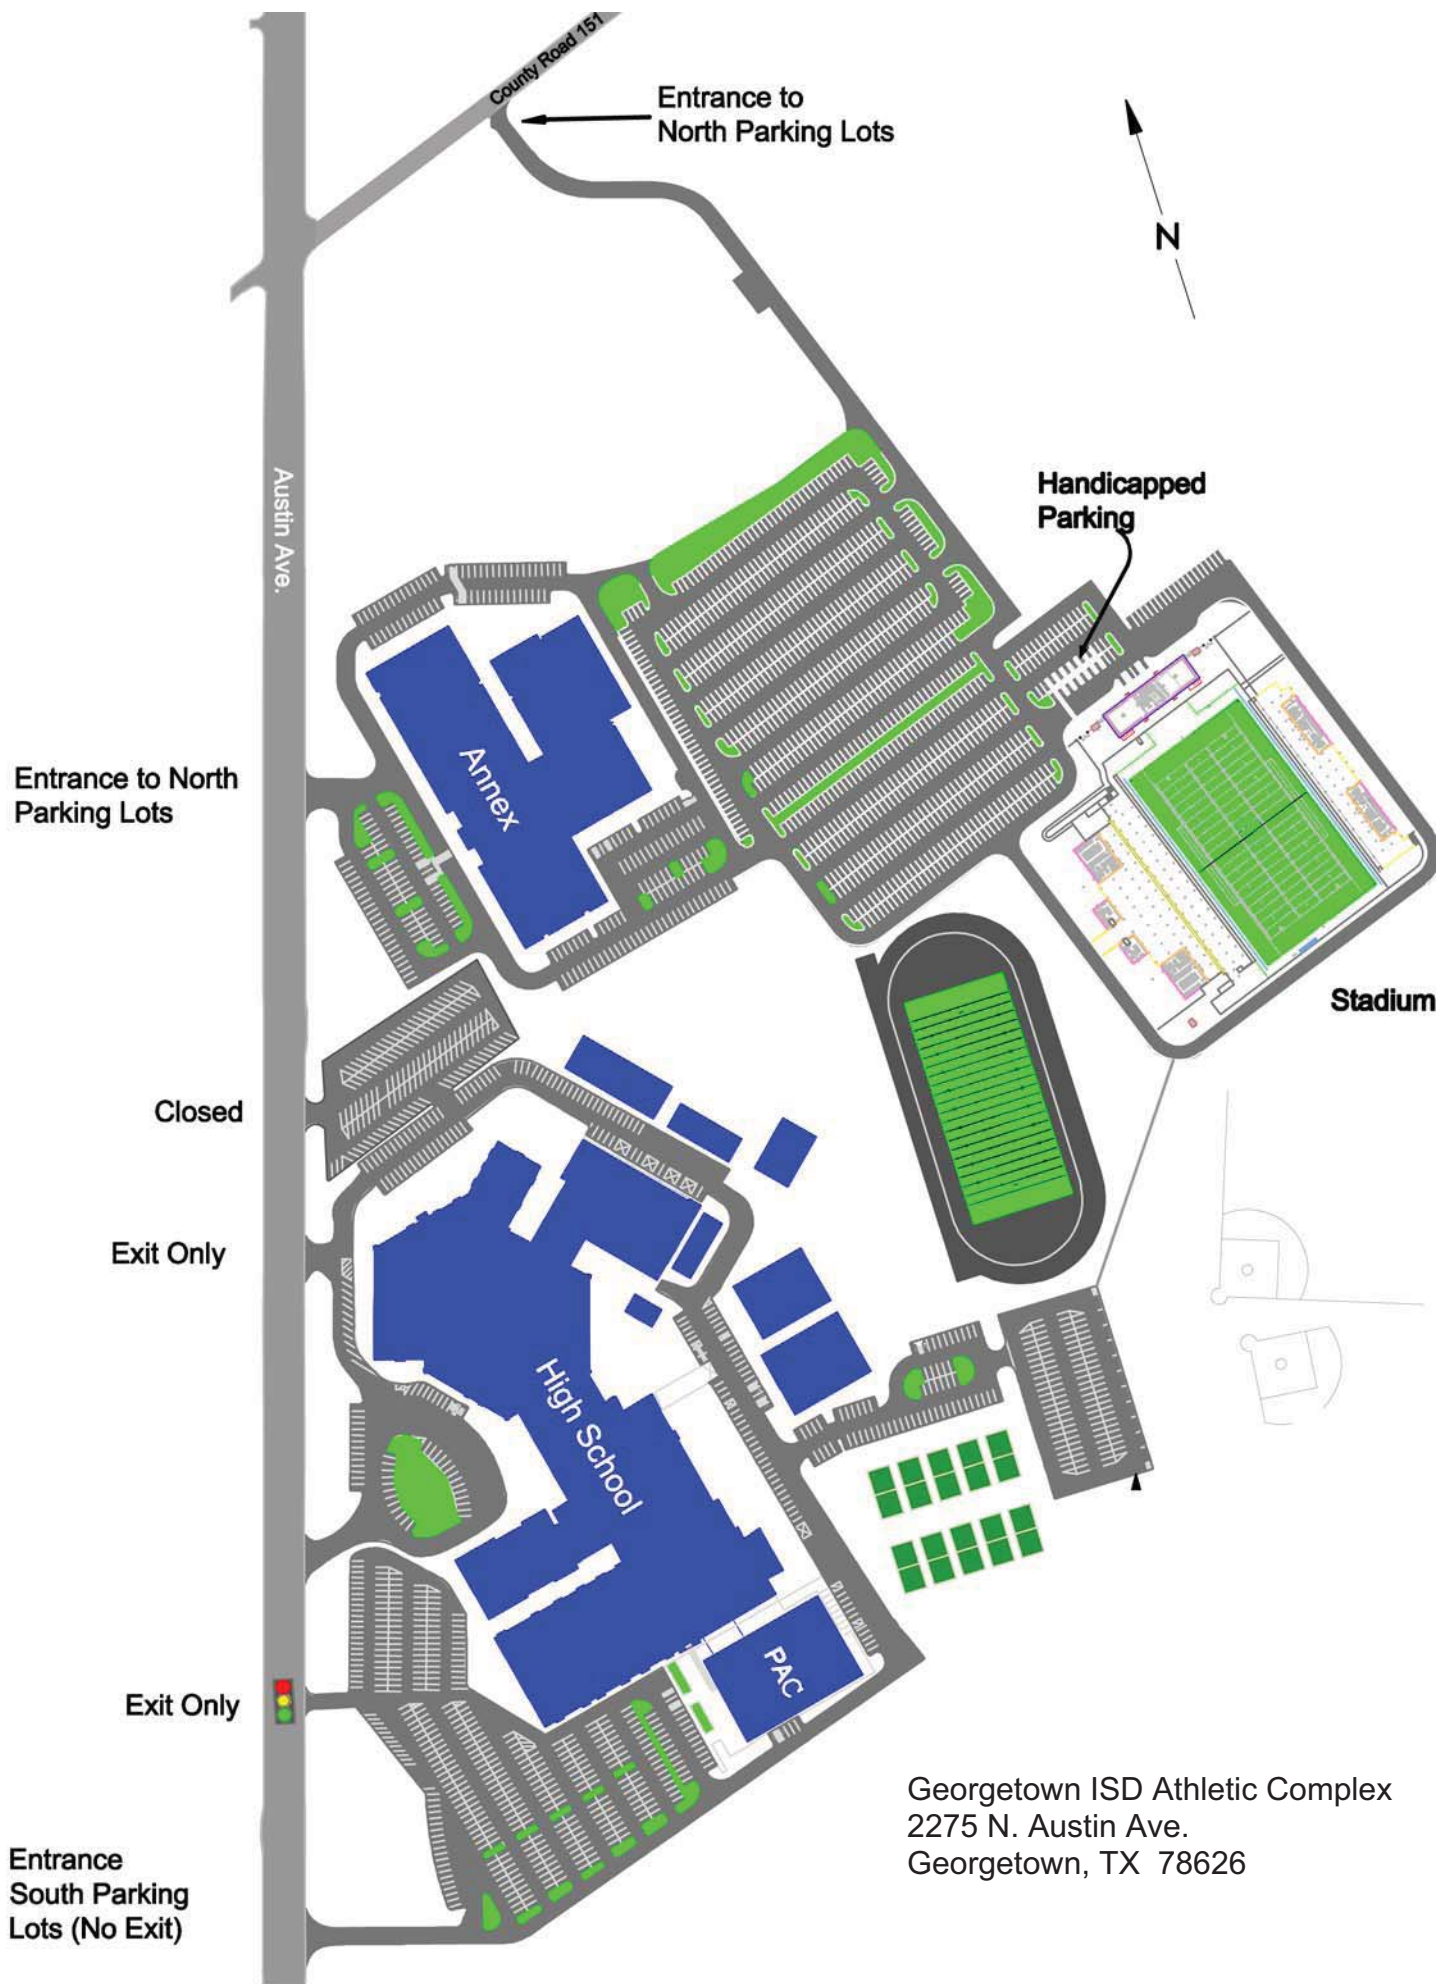 County Road 151
Entrance to
North Parking Lots
N
Austin Ave.
Handicapped
Parking
Entrance to North
Parking Lots
Annex
Stadium
Closed
Exit Only
High School
PAC
Exit Only
Georgetown ISD Athletic Complex
2275 N. Austin Ave.
Georgetown, TX 78626
Entrance
South Parking
Lots (No Exit)